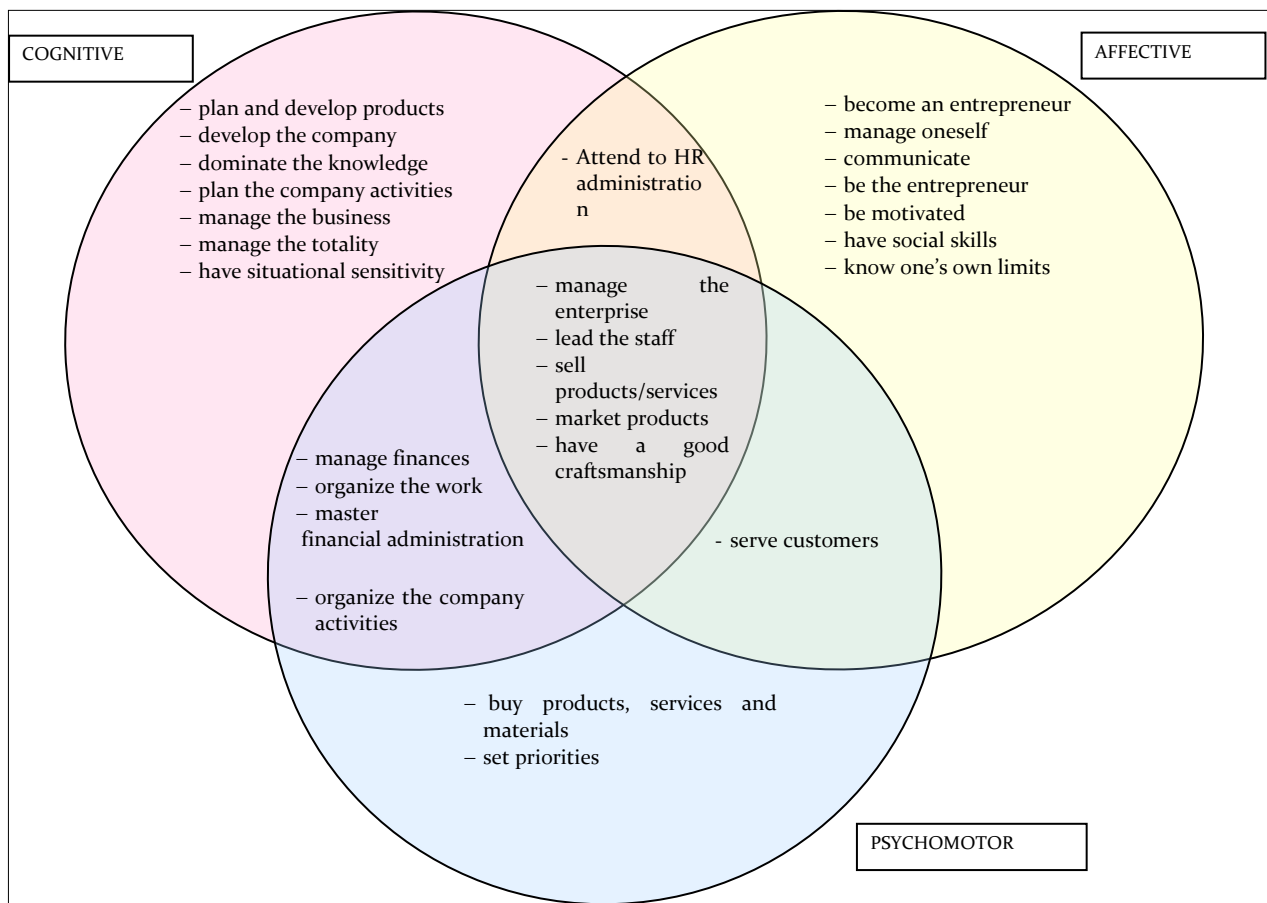 COGNITIVE
AFFECTIVE
– plan and develop products
– develop the company
– dominate the knowledge
– plan the company activities
– manage the business
– manage the totality
– have situational sensitivity
- Attend to HR
administratio
n
– become an entrepreneur
– manage oneself
– communicate
– be the entrepreneur
– be motivated
– have social skills
– know one's own limits
– manage the
enterprise
– lead the staff
– sell
products/services
– market products
– have a good
craftsmanship
– manage finances
– organize the work
– master
financial administration
– organize the company
activities
- serve customers
– buy products, services and
materials
– set priorities
PSYCHOMOTOR